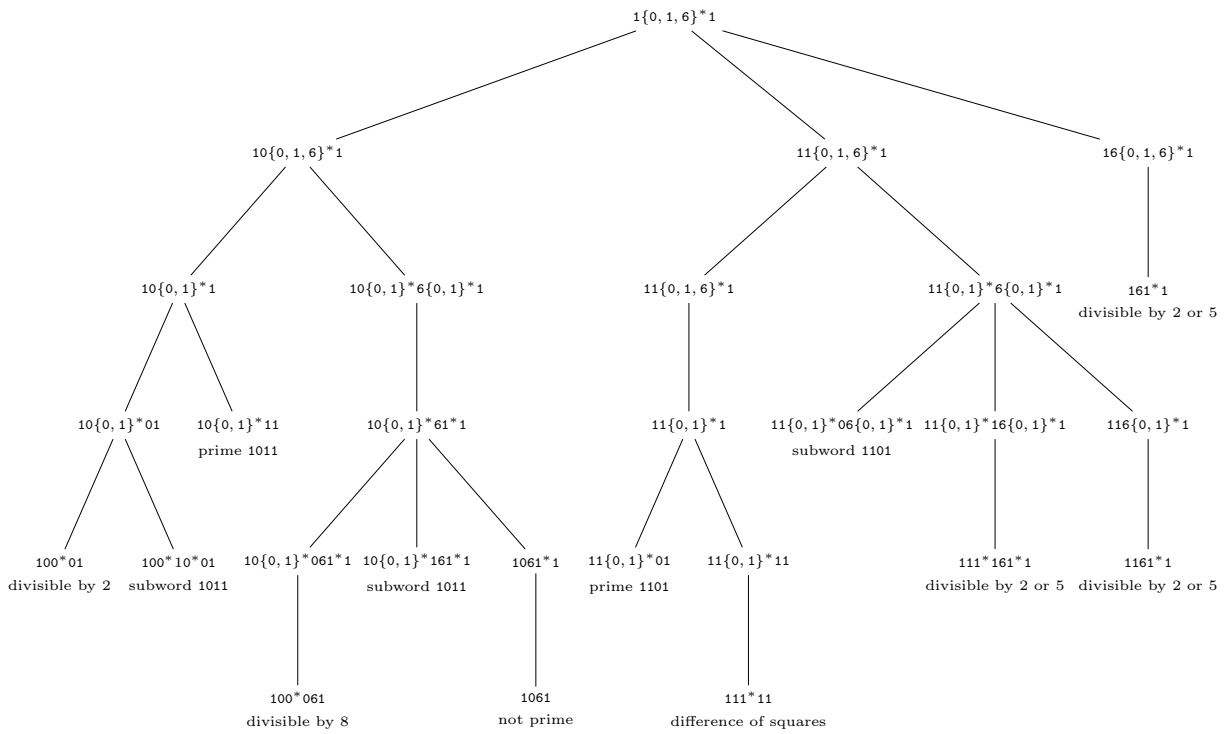 1{0, 1, 6}*1
10{0, 1, 6}*1
11{0, 1, 6}*1
16{0, 1, 6}*1
10{0, 1}*1
10{0, 1}*6{0, 1}*1
11{0, 1, 6}*1
11{0, 1}*6{0, 1}*1
161*1
divisible by 2 or 5
10{0, 1}*01
10{0, 1}*11
prime 1011
10{0, 1}*61*1
11{0, 1}*1
11{0, 1}*06{0, 1}*1
subword 1101
11{0, 1}*16{0, 1}*1
116{0, 1}*1
100*01
divisible by 2
100*10*01
subword 1011
10{0, 1}*061*1
10{0, 1}*161*1
subword 1011
1061*1
11{0, 1}*01
prime 1101
11{0, 1}*11
111*161*1
divisible by 2 or 5
1161*1
divisible by 2 or 5
100*061
divisible by 8
1061
not prime
111*11
difference of squares